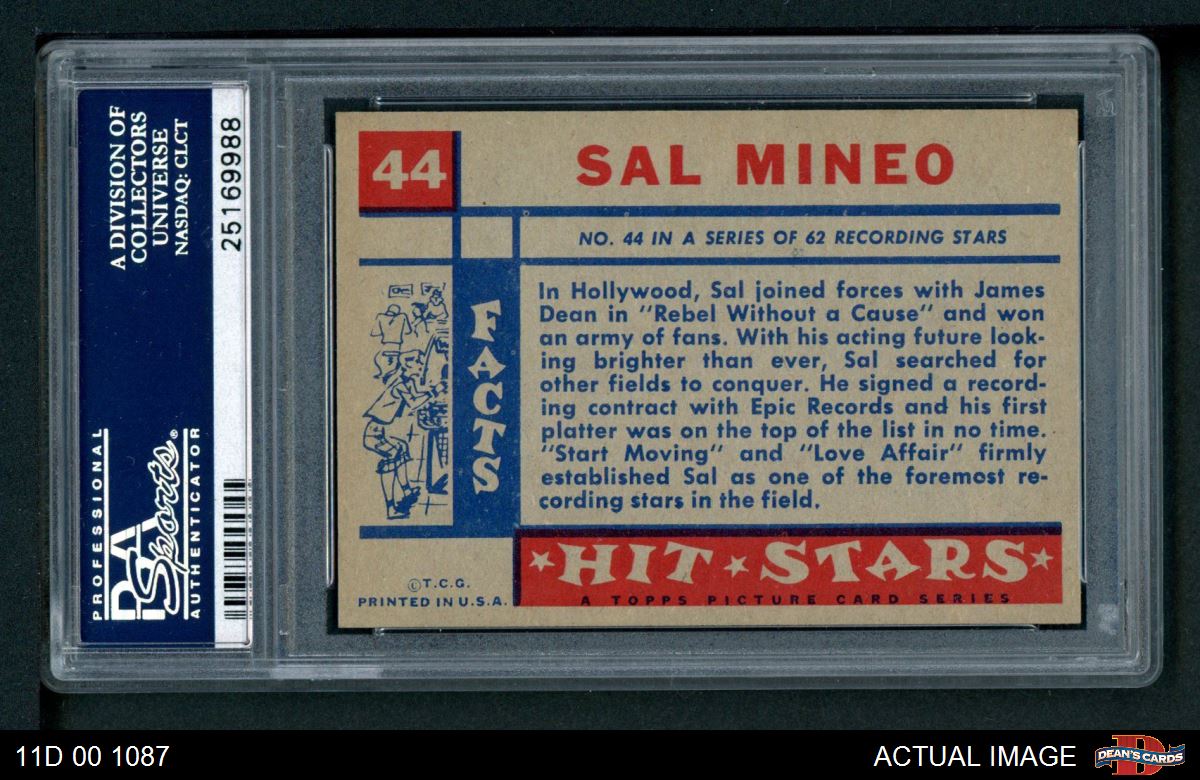 A DIVISION OF
COLLECTORS
UNIVERSE
NASDAQ: CLCT
PROFESSIONAL
PSA
Sports®
AUTHENTICATOR
25169988
44
SAL MINEO
NO. 44 IN A SERIES OF 62 RECORDING STARS
FACTS
In Hollywood, Sal joined forces with James
Dean in "Rebel Without a Cause" and won
an army of fans. With his acting future look-
ing brighter than ever, Sal searched for
other fields to conquer. He signed a record-
ing contract with Epic Records and his first
platter was on the top of the list in no time.
"Start Moving" and "Love Affair" firmly
established Sal as one of the foremost re-
cording stars in the field.
©T.C.G.
PRINTED IN U.S.A.
★HIT★STARS★
A TOPPS PICTURE CARD SERIES
11D 00 1087
ACTUAL IMAGE
DEAN'S CARDS